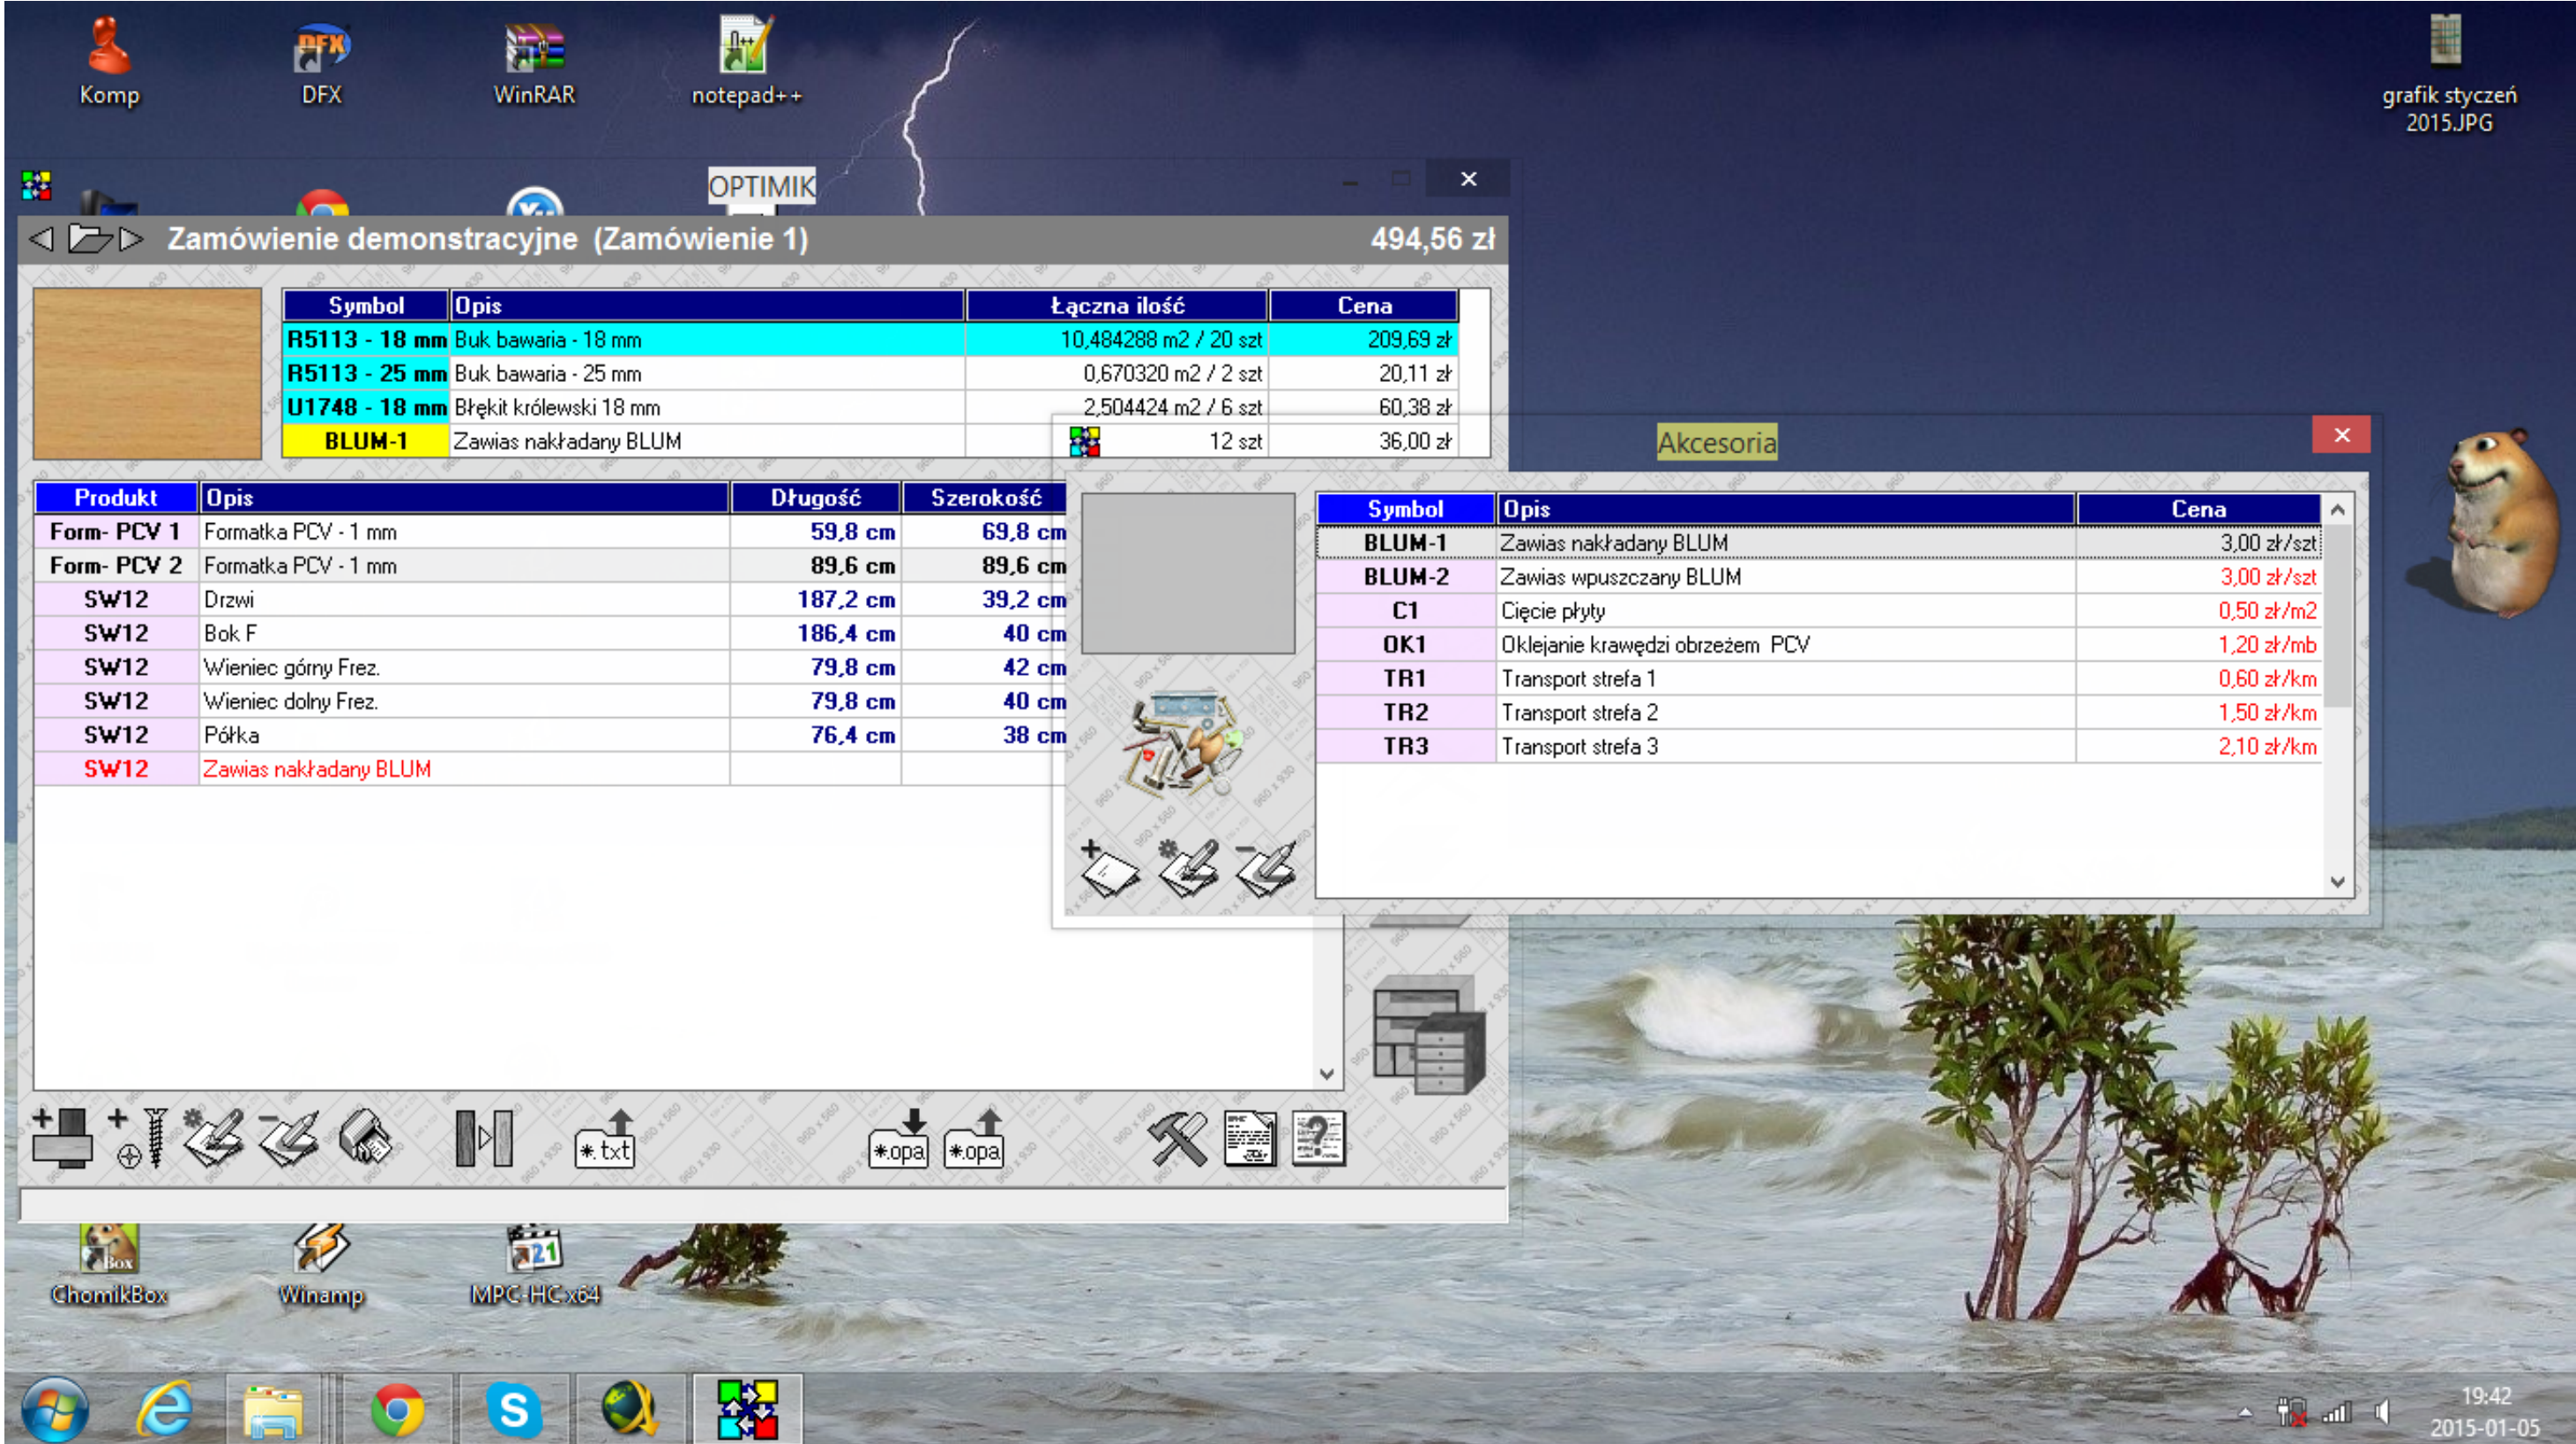 Komp
DFX
WinRAR
notepad++
grafik styczeń
2015.JPG
OPTIMIK
Zamówienie demonstracyjne (Zamówienie 1) 494,56 zł
Symbol Opis Łączna ilość Cena
R5113 - 18 mm Buk bawaria - 18 mm 10,484288 m2 / 20 szt 209,69 zł
R5113 - 25 mm Buk bawaria - 25 mm 0,670320 m2 / 2 szt 20,11 zł
U1748 - 18 mm Błękit królewski 18 mm 2,504424 m2 / 6 szt 60,38 zł
BLUM-1 Zawias nakładany BLUM 12 szt 36,00 zł
Produkt Opis Długość Szerokość
Form- PCV 1 Formatka PCV - 1 mm 59,8 cm 69,8 cm
Form- PCV 2 Formatka PCV - 1 mm 89,6 cm 89,6 cm
SW12 Drzwi 187,2 cm 39,2 cm
SW12 Bok F 186,4 cm 40 cm
SW12 Wieniec górny Frez. 79,8 cm 42 cm
SW12 Wieniec dolny Frez. 79,8 cm 40 cm
SW12 Półka 76,4 cm 38 cm
SW12 Zawias nakładany BLUM
Akcesoria
Symbol Opis Cena
BLUM-1 Zawias nakładany BLUM 3,00 zł/szt
BLUM-2 Zawias wpuszczany BLUM 3,00 zł/szt
C1 Cięcie płyty 0,50 zł/m2
OK1 Oklejanie krawędzi obrzeżem PCV 1,20 zł/mb
TR1 Transport strefa 1 0,60 zł/km
TR2 Transport strefa 2 1,50 zł/km
TR3 Transport strefa 3 2,10 zł/km
*.txt
*.opa
*.opa
ChomikBox
Winamp
MPC-HC x64
19:42
2015-01-05